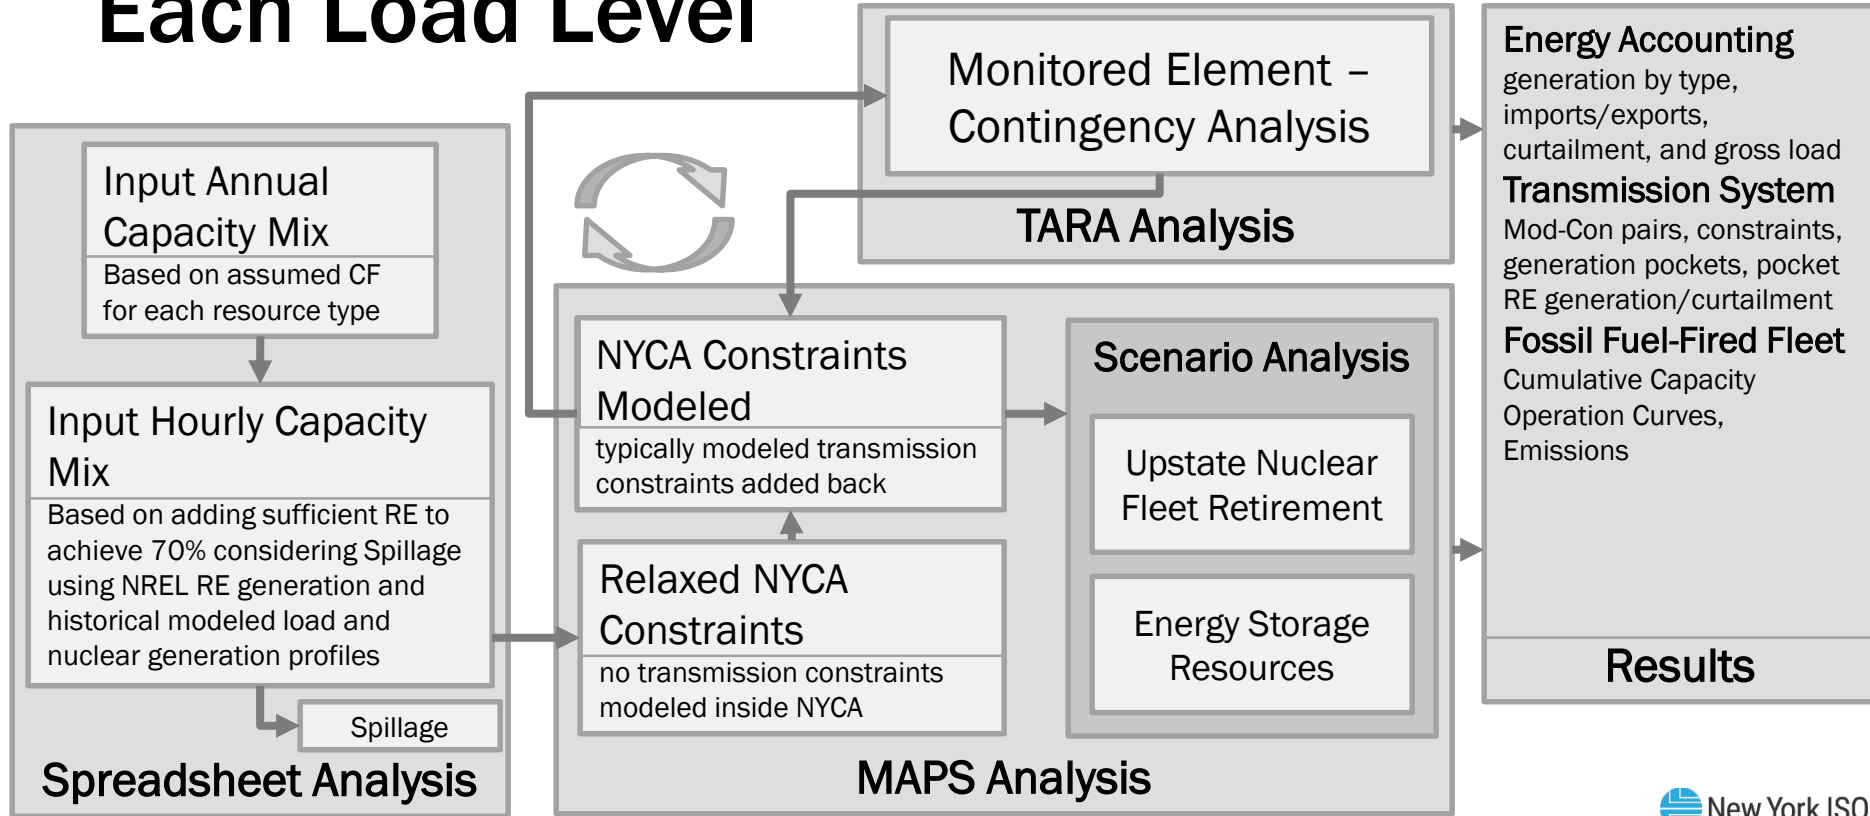 Each Load Level
Input Annual
Capacity Mix
Based on assumed CF
for each resource type
Input Hourly Capacity
Mix
Based on adding sufficient RE to
achieve 70% considering Spillage
using NREL RE generation and
historical modeled load and
nuclear generation profiles
Spillage
Spreadsheet Analysis
Monitored Element –
Contingency Analysis
TARA Analysis
NYCA Constraints
Modeled
typically modeled transmission
constraints added back
Relaxed NYCA
Constraints
no transmission constraints
modeled inside NYCA
Scenario Analysis
Upstate Nuclear
Fleet Retirement
Energy Storage
Resources
MAPS Analysis
Energy Accounting
generation by type,
imports/exports,
curtailment, and gross load
Transmission System
Mod-Con pairs, constraints,
generation pockets, pocket
RE generation/curtailment
Fossil Fuel-Fired Fleet
Cumulative Capacity
Operation Curves,
Emissions
Results
New York ISO